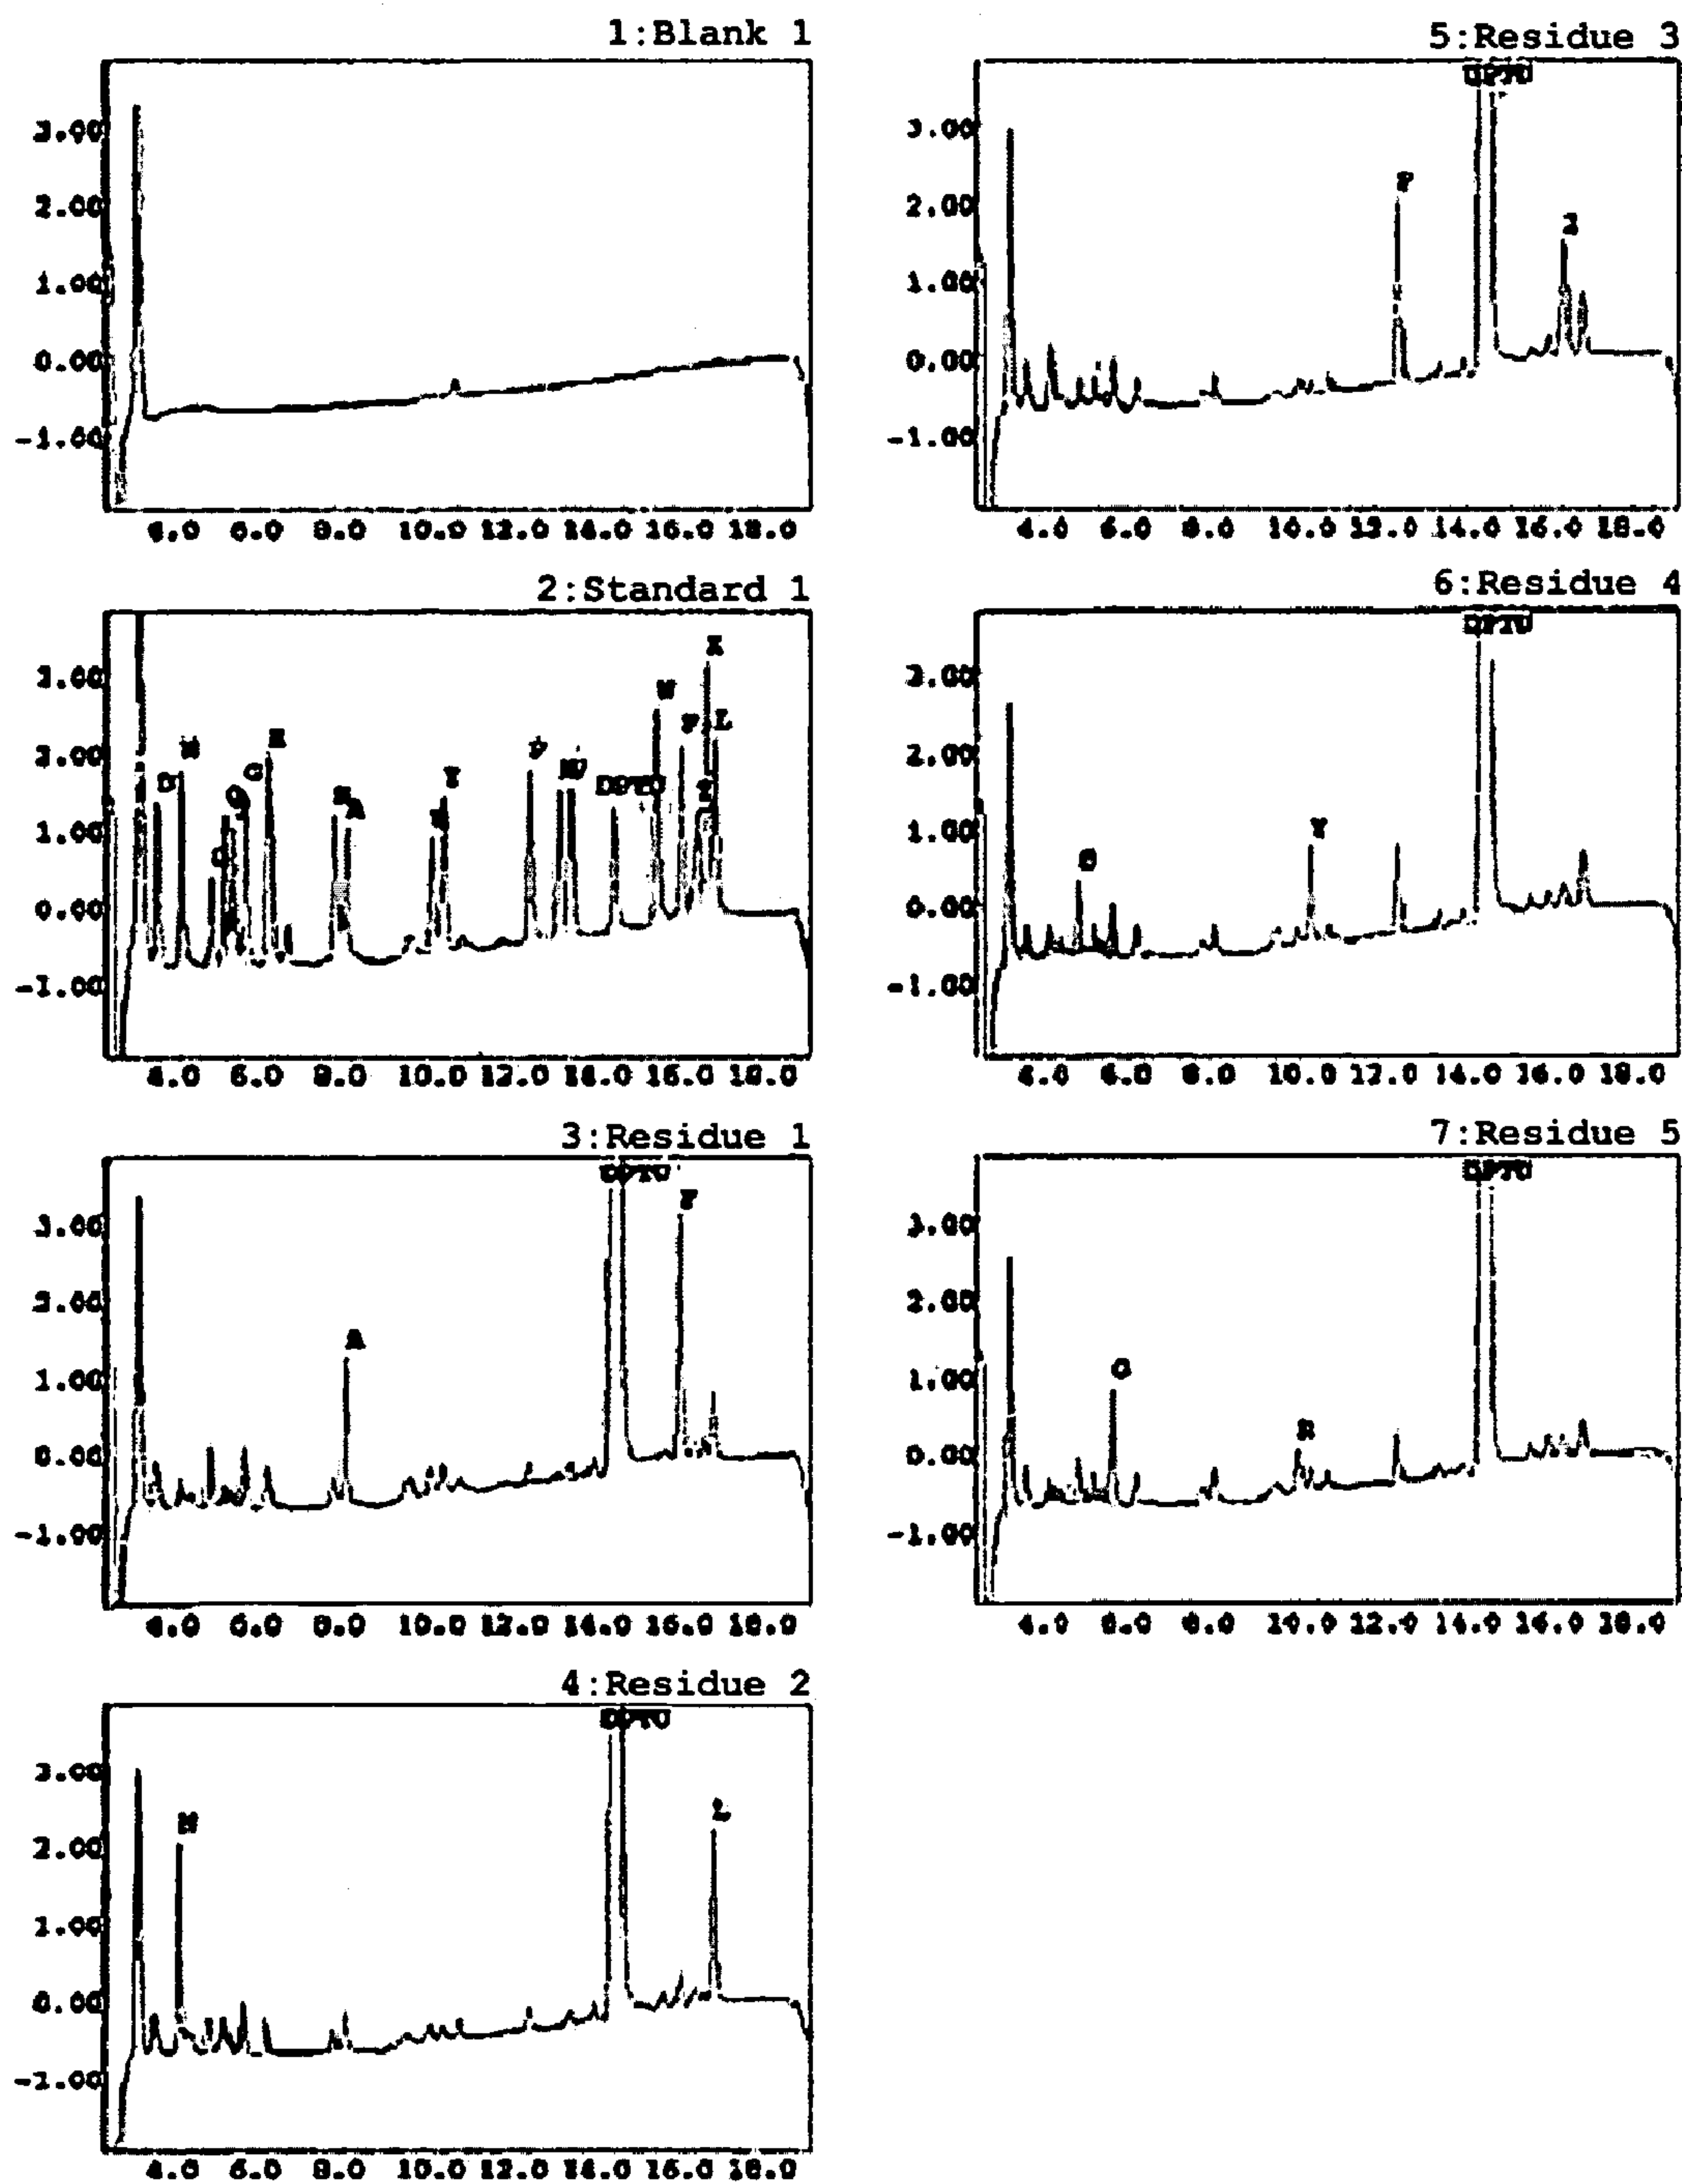 1:Blank 1
3.00
2.00
1.00
0.00
-1.00
4.0 6.0 8.0 10.0 12.0 14.0 16.0 18.0
2:Standard 1
3.00
2.00
1.00
0.00
-1.00
D N G Y W F L
DPTU
4.0 6.0 8.0 10.0 12.0 14.0 16.0 18.0
3:Residue 1
3.00
2.00
1.00
0.00
-1.00
A DPTU F
4.0 6.0 8.0 10.0 12.0 14.0 16.0 18.0
4:Residue 2
3.00
2.00
1.00
0.00
-1.00
N DPTU L
4.0 6.0 8.0 10.0 12.0 14.0 16.0 18.0
5:Residue 3
3.00
2.00
1.00
0.00
-1.00
P DPTU
4.0 6.0 8.0 10.0 12.0 14.0 16.0 18.0
6:Residue 4
3.00
2.00
1.00
0.00
-1.00
Y DPTU
4.0 6.0 8.0 10.0 12.0 14.0 16.0 18.0
7:Residue 5
3.00
2.00
1.00
0.00
-1.00
G R DPTU
4.0 6.0 8.0 10.0 12.0 14.0 16.0 18.0